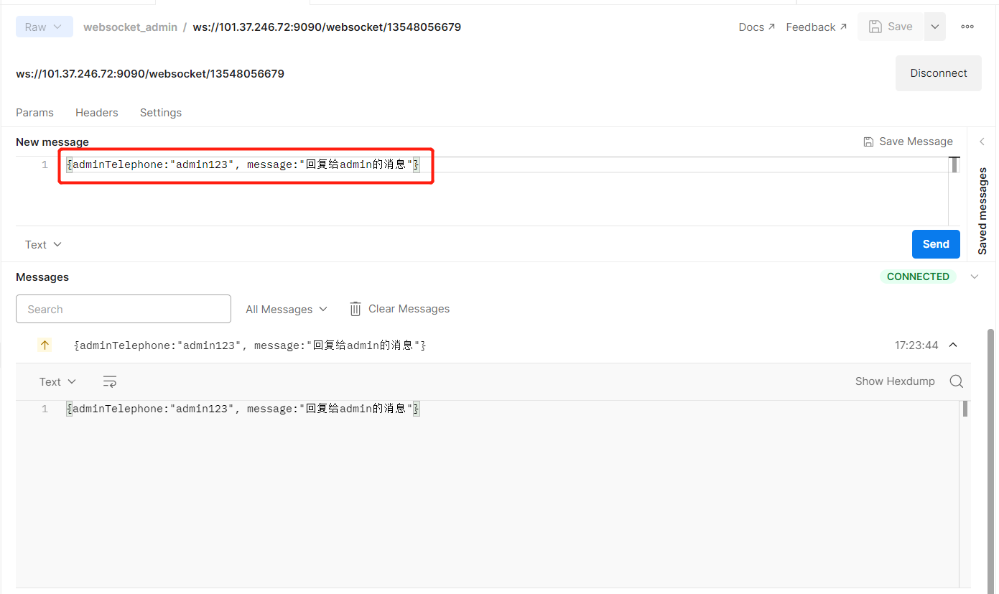 Raw websocket_admin / ws://101.37.246.72:9090/websocket/13548056679 Docs Feedback Save
ws://101.37.246.72:9090/websocket/13548056679 Disconnect
Params Headers Settings
New message Save Message
1 {adminTelephone:"admin123", message:"回复给admin的消息"}
Saved messages
Text Send
Messages CONNECTED
Search All Messages Clear Messages
{adminTelephone:"admin123", message:"回复给admin的消息"} 17:23:44
Text Show Hexdump
1 {adminTelephone:"admin123", message:"回复给admin的消息"}